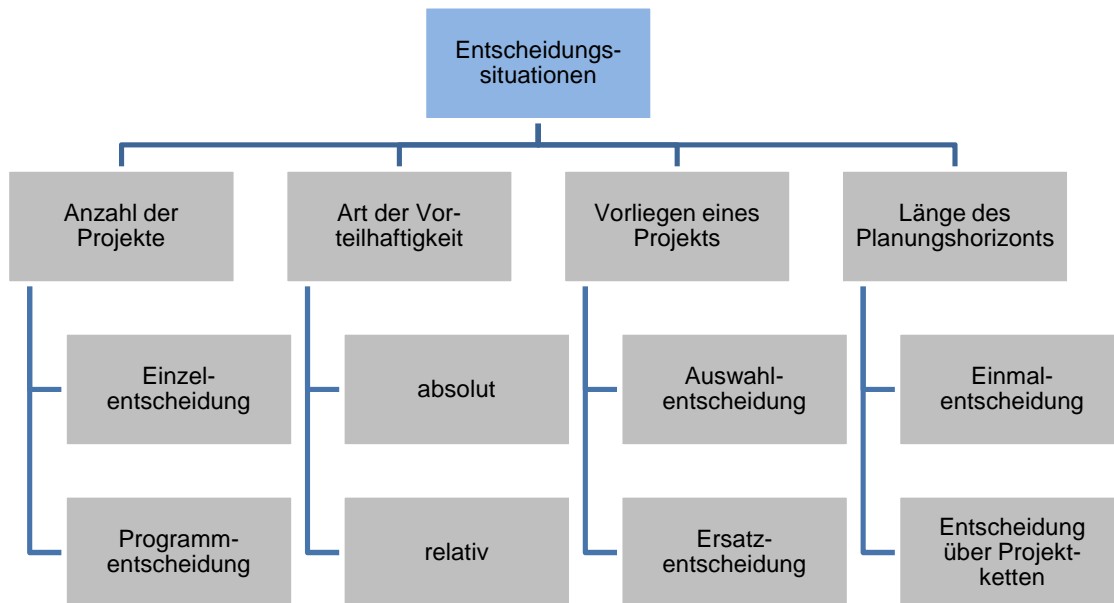 Entscheidungs-
situationen
Anzahl der
Projekte
Art der Vor-
teilhaftigkeit
Vorliegen eines
Projekts
Länge des
Planungshorizonts
Einzel-
entscheidung
absolut
Auswahl-
entscheidung
Einmal-
entscheidung
Programm-
entscheidung
relativ
Ersatz-
entscheidung
Entscheidung
über Projekt-
ketten